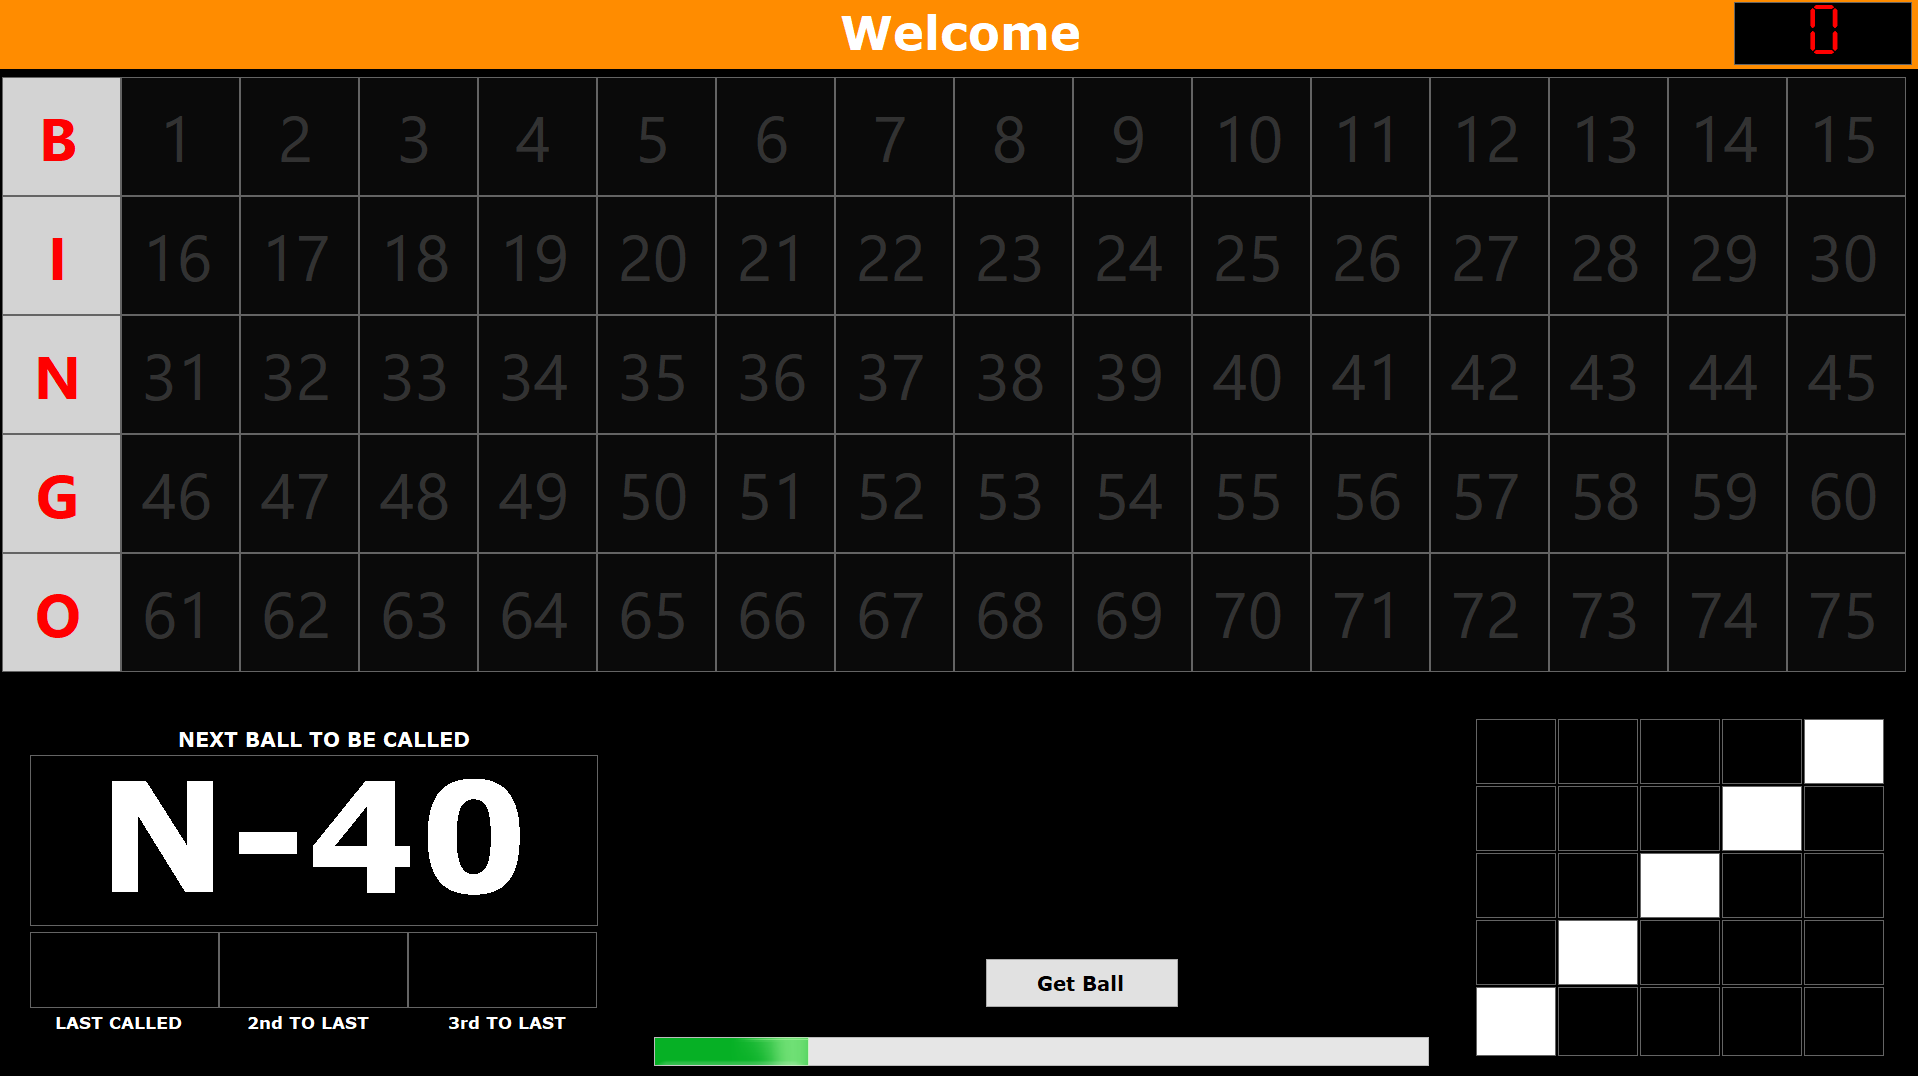 Welcome 0
B 1 2 3 4 5 6 7 8 9 10 11 12 13 14 15
I 16 17 18 19 20 21 22 23 24 25 26 27 28 29 30
N 31 32 33 34 35 36 37 38 39 40 41 42 43 44 45
G 46 47 48 49 50 51 52 53 54 55 56 57 58 59 60
O 61 62 63 64 65 66 67 68 69 70 71 72 73 74 75
NEXT BALL TO BE CALLED
N-40
LAST CALLED 2nd TO LAST 3rd TO LAST
Get Ball